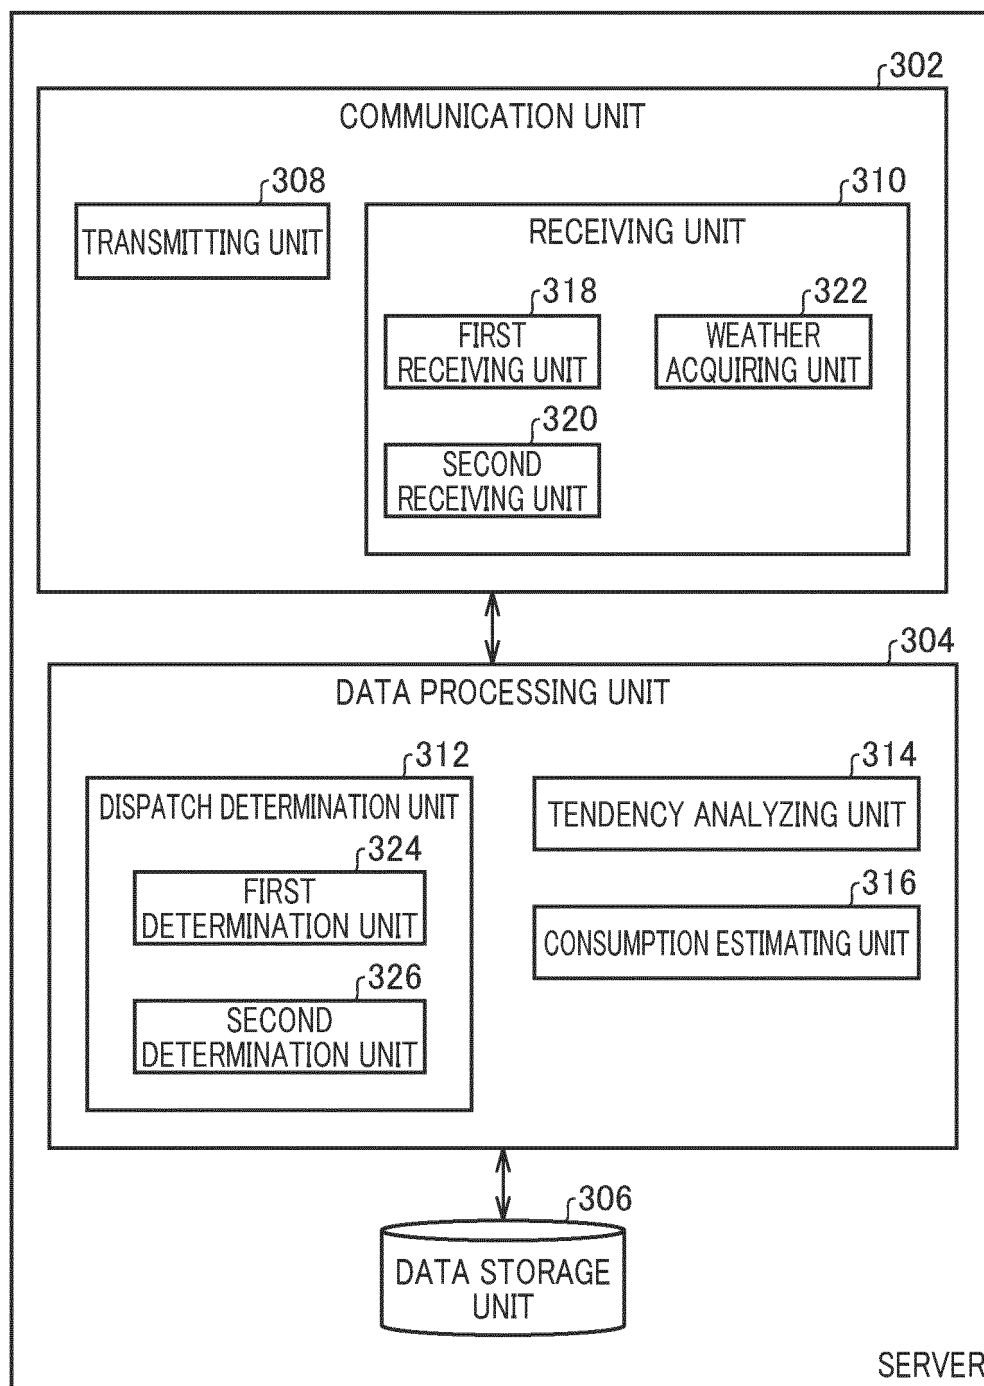 302
COMMUNICATION UNIT
308
TRANSMITTING UNIT
310
RECEIVING UNIT
318
FIRST
RECEIVING UNIT
322
WEATHER
ACQUIRING UNIT
320
SECOND
RECEIVING UNIT
304
DATA PROCESSING UNIT
312
DISPATCH DETERMINATION UNIT
324
FIRST
DETERMINATION UNIT
326
SECOND
DETERMINATION UNIT
314
TENDENCY ANALYZING UNIT
316
CONSUMPTION ESTIMATING UNIT
306
DATA STORAGE
UNIT
SERVER